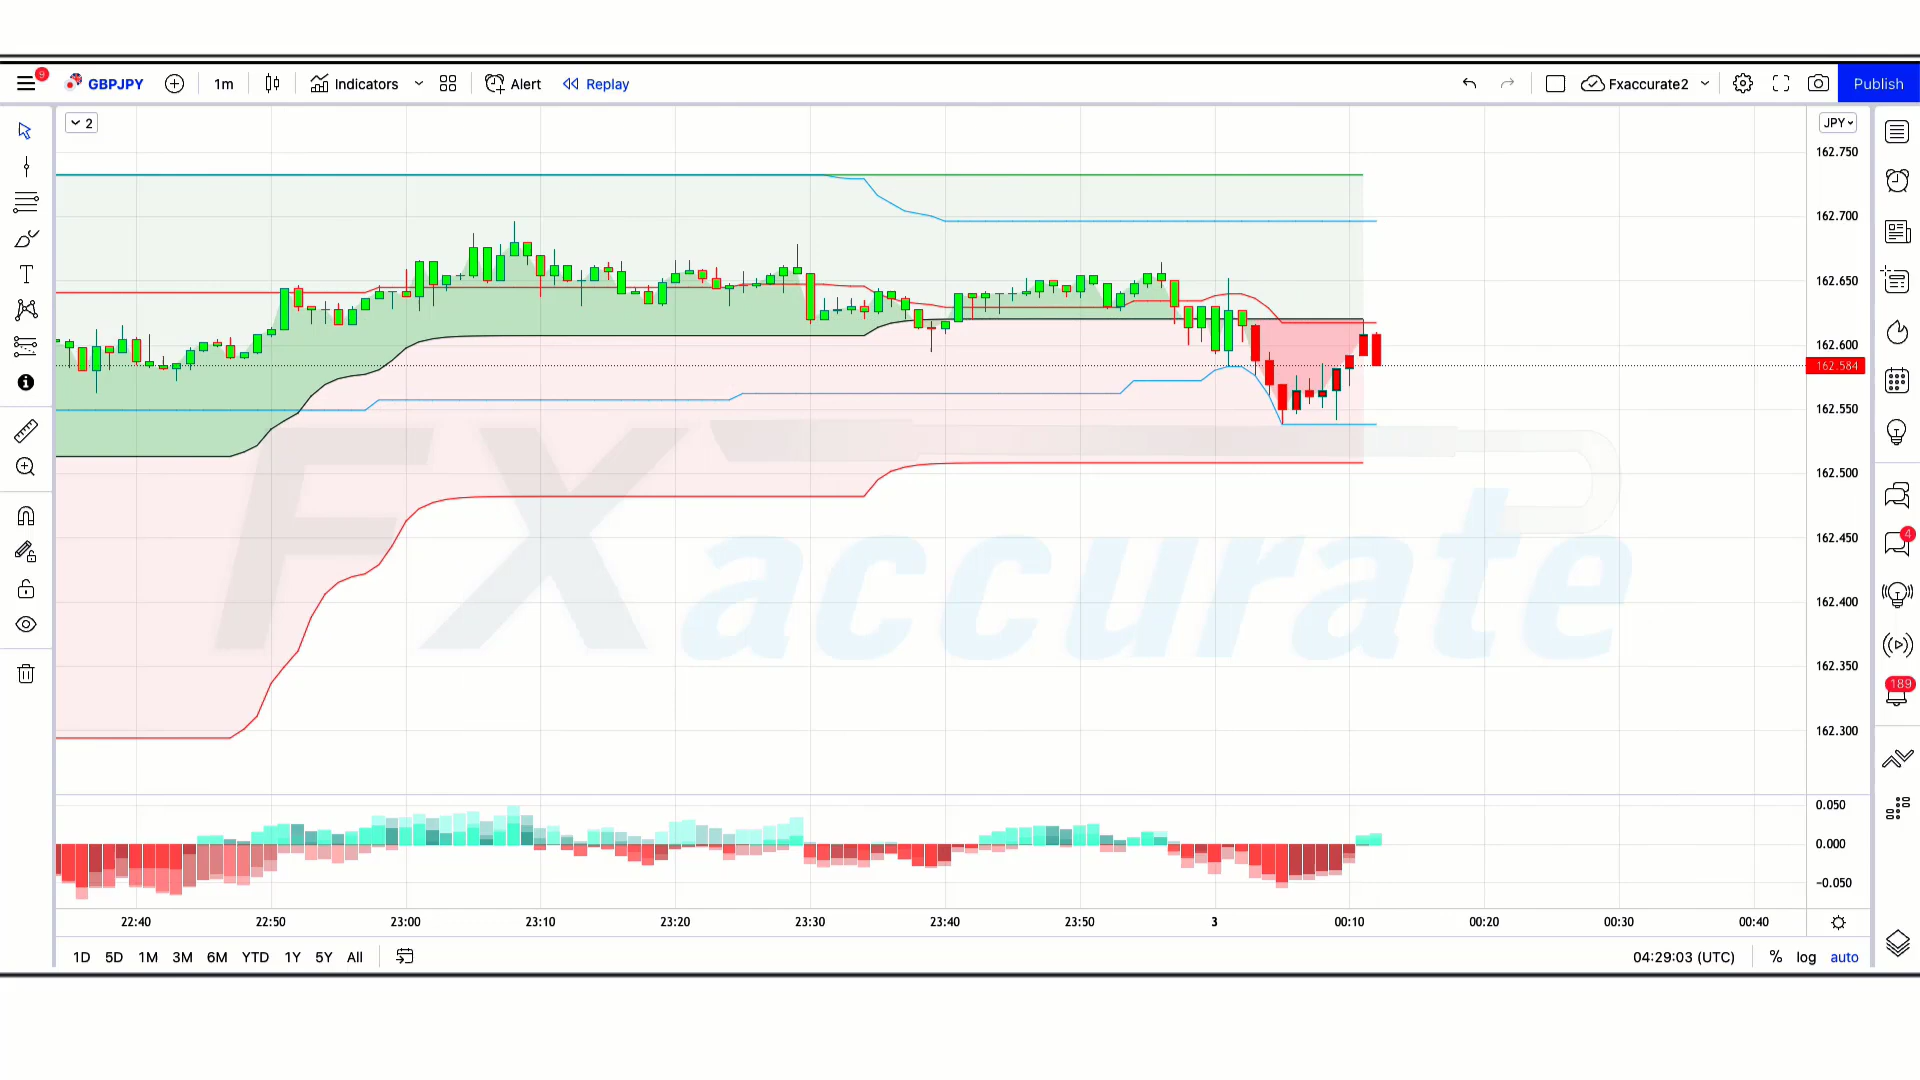 9 GBPJPY 1m Indicators Alert Replay Fxaccurate2 Publish
2 JPY
162.750
162.700
162.650
162.600
162.584
162.550
162.500
162.450
162.400
162.350
162.300
FXaccurate
T
4
189
0.050
0.000
−0.050
22:40 22:50 23:00 23:10 23:20 23:30 23:40 23:50 3 00:10 00:20 00:30 00:40
1D 5D 1M 3M 6M YTD 1Y 5Y All 04:29:03 (UTC) % log auto